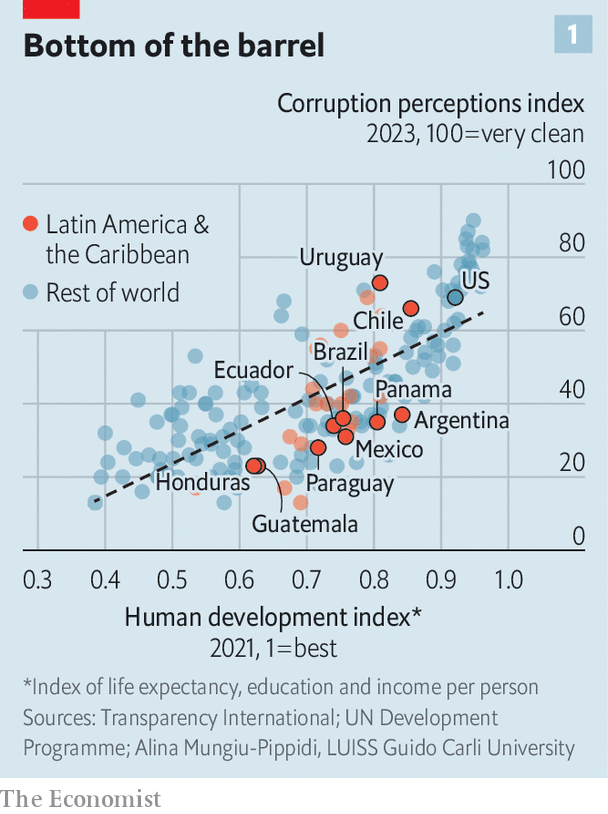 Bottom of the barrel
1
Corruption perceptions index
2023, 100=very clean
100
Latin America &
the Caribbean
Rest of world
80
Uruguay
US
Chile
60
Brazil
Ecuador
Panama
40
Argentina
Mexico
20
Honduras
Paraguay
Guatemala
0
0.3 0.4 0.5 0.6 0.7 0.8 0.9 1.0
Human development index*
2021, 1=best
*Index of life expectancy, education and income per person
Sources: Transparency International; UN Development
Programme; Alina Mungiu-Pippidi, LUISS Guido Carli University
The Economist